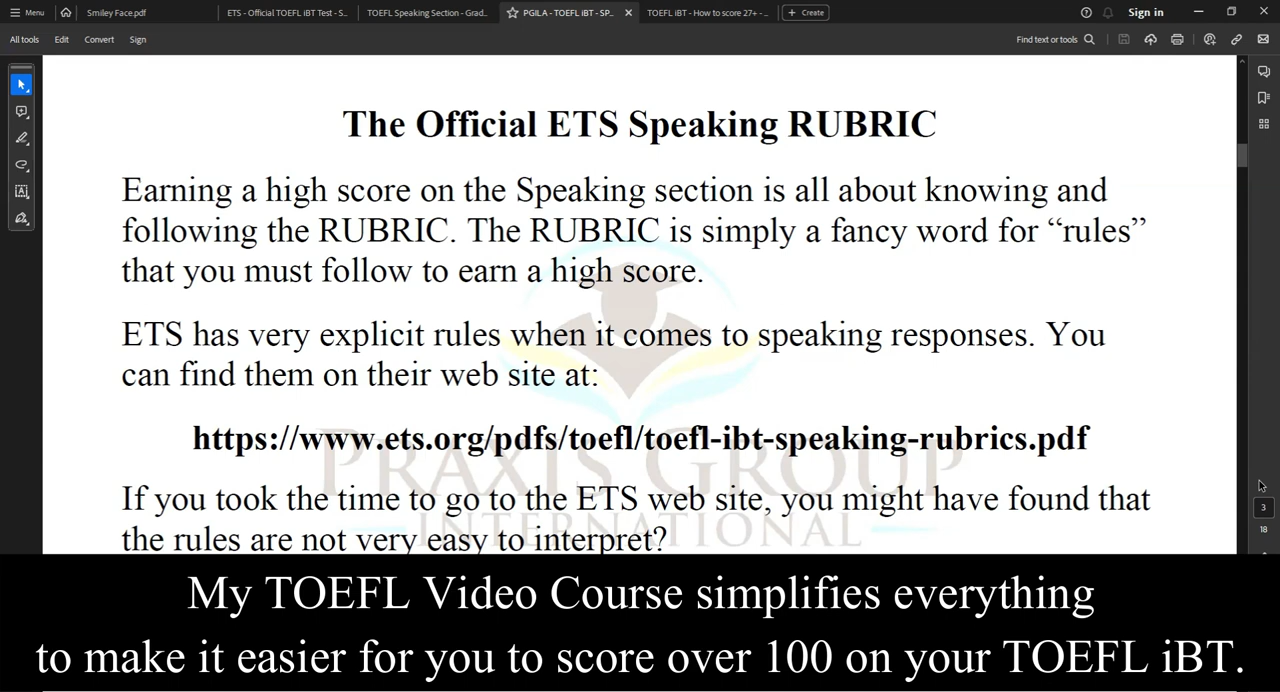 Menu
Smiley Face.pdf
ETS - Official TOEFL iBT Test - S...
TOEFL Speaking Section - Grad...
PGILA - TOEFL iBT - SP...
TOEFL iBT - How to score 27+ - ...
+ Create
Sign in
All tools
Edit
Convert
Sign
Find text or tools
The Official ETS Speaking RUBRIC
Earning a high score on the Speaking section is all about knowing and
following the RUBRIC. The RUBRIC is simply a fancy word for “rules”
that you must follow to earn a high score.
ETS has very explicit rules when it comes to speaking responses. You
can find them on their web site at:
https://www.ets.org/pdfs/toefl/toefl-ibt-speaking-rubrics.pdf
PRAXIS GROUP
If you took the time to go to the ETS web site, you might have found that
INTERNATIONAL
the rules are not very easy to interpret?
3
18
My TOEFL Video Course simplifies everything
to make it easier for you to score over 100 on your TOEFL iBT.